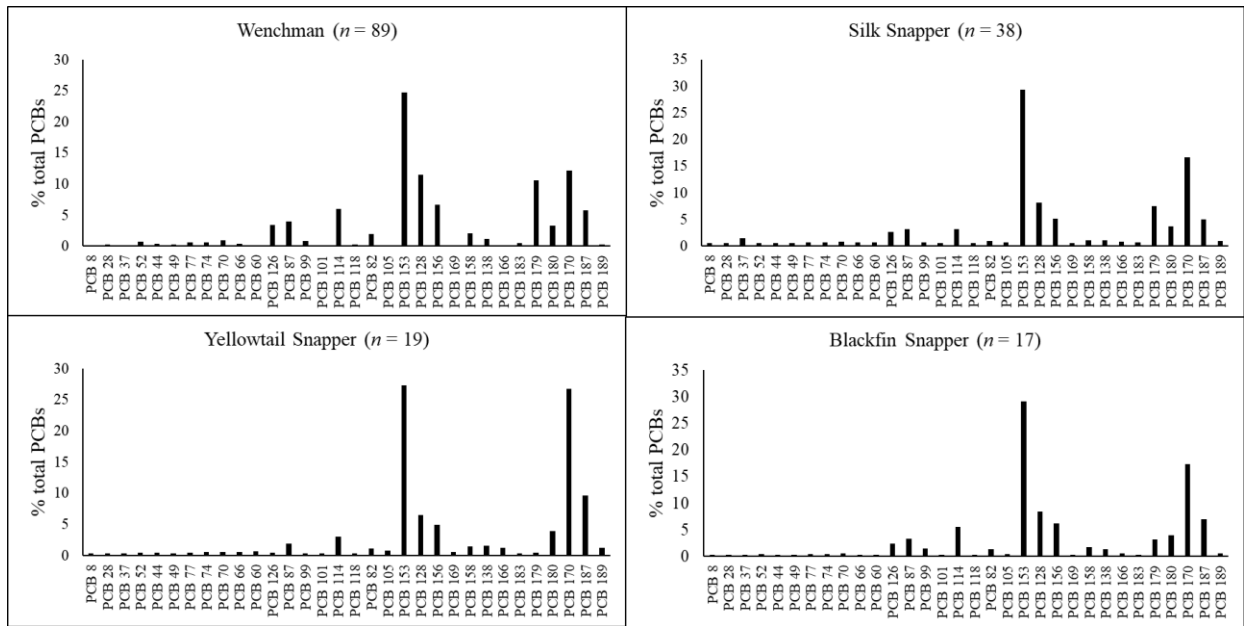 Wenchman (n = 89)
% total PCBs
30
25
20
15
10
5
0
PCB 8
PCB 28
PCB 37
PCB 52
PCB 44
PCB 49
PCB 77
PCB 74
PCB 70
PCB 66
PCB 60
PCB 126
PCB 87
PCB 99
PCB 101
PCB 114
PCB 118
PCB 82
PCB 105
PCB 153
PCB 128
PCB 156
PCB 169
PCB 158
PCB 138
PCB 166
PCB 183
PCB 179
PCB 180
PCB 170
PCB 187
PCB 189
Silk Snapper (n = 38)
% total PCBs
35
30
25
20
15
10
5
0
PCB 8
PCB 28
PCB 37
PCB 52
PCB 44
PCB 49
PCB 77
PCB 74
PCB 70
PCB 66
PCB 60
PCB 126
PCB 87
PCB 99
PCB 101
PCB 114
PCB 118
PCB 82
PCB 105
PCB 153
PCB 128
PCB 156
PCB 169
PCB 158
PCB 138
PCB 166
PCB 183
PCB 179
PCB 180
PCB 170
PCB 187
PCB 189
Yellowtail Snapper (n = 19)
% total PCBs
30
25
20
15
10
5
0
PCB 8
PCB 28
PCB 37
PCB 52
PCB 44
PCB 49
PCB 77
PCB 74
PCB 70
PCB 66
PCB 60
PCB 126
PCB 87
PCB 99
PCB 101
PCB 114
PCB 118
PCB 82
PCB 105
PCB 153
PCB 128
PCB 156
PCB 169
PCB 158
PCB 138
PCB 166
PCB 183
PCB 179
PCB 180
PCB 170
PCB 187
PCB 189
Blackfin Snapper (n = 17)
% total PCBs
35
30
25
20
15
10
5
0
PCB 8
PCB 28
PCB 37
PCB 52
PCB 44
PCB 49
PCB 77
PCB 74
PCB 70
PCB 66
PCB 60
PCB 126
PCB 87
PCB 99
PCB 101
PCB 114
PCB 118
PCB 82
PCB 105
PCB 153
PCB 128
PCB 156
PCB 169
PCB 158
PCB 138
PCB 166
PCB 183
PCB 179
PCB 180
PCB 170
PCB 187
PCB 189